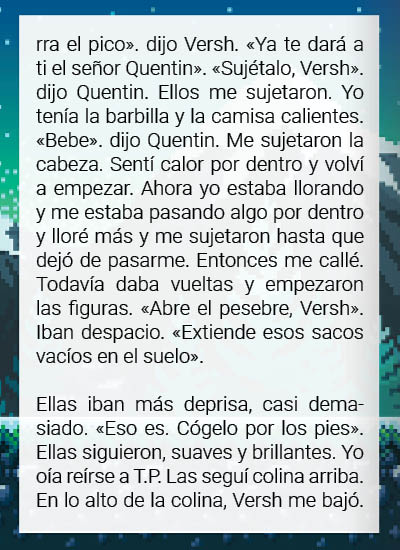 rra el pico». dijo Versh. «Ya te dará a
ti el señor Quentin». «Sujétalo, Versh».
dijo Quentin. Ellos me sujetaron. Yo
tenía la barbilla y la camisa calientes.
«Bebe». dijo Quentin. Me sujetaron la
cabeza. Sentí calor por dentro y volví
a empezar. Ahora yo estaba llorando
y me estaba pasando algo por dentro
y lloré más y me sujetaron hasta que
dejó de pasarme. Entonces me callé.
Todavía daba vueltas y empezaron
las figuras. «Abre el pesebre, Versh».
Iban despacio. «Extiende esos sacos
vacíos en el suelo».
Ellas iban más deprisa, casi dema-
siado. «Eso es. Cógelo por los pies».
Ellas siguieron, suaves y brillantes. Yo
oía reírse a T.P. Las seguí colina arriba.
En lo alto de la colina, Versh me bajó.